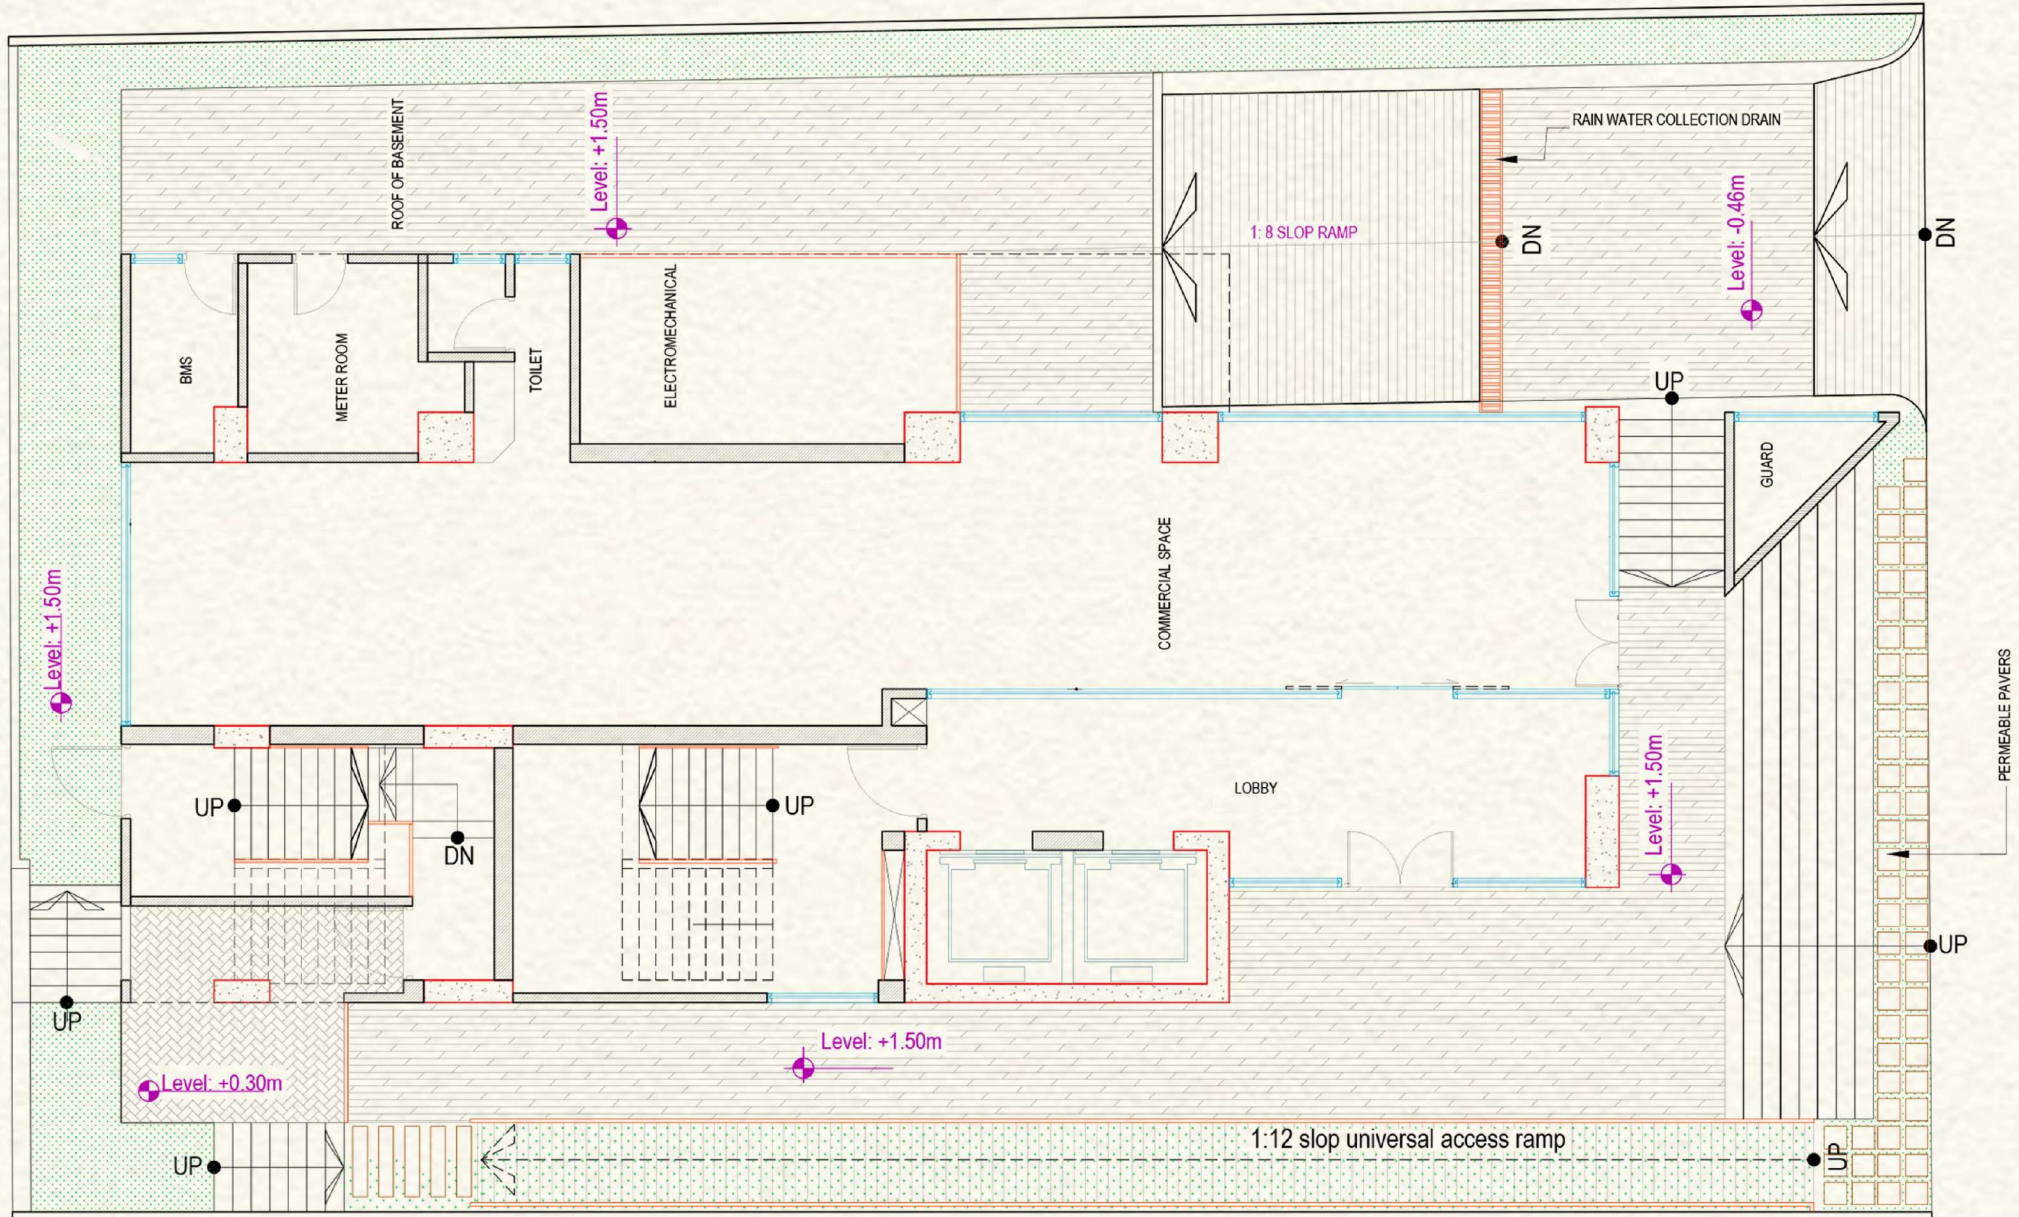 RAIN WATER COLLECTION DRAIN
ROOF OF BASEMENT
Level: +1.50m
1: 8 SLOP RAMP
DN
Level: -0.46m
DN
BMS
METER ROOM
TOILET
ELECTROMECHANICAL
UP
GUARD
COMMERCIAL SPACE
Level: +1.50m
PERMEABLE PAVERS
UP
DN
UP
LOBBY
Level: +1.50m
UP
UP
Level: +1.50m
Level: +0.30m
1:12 slop universal access ramp
UP
UP